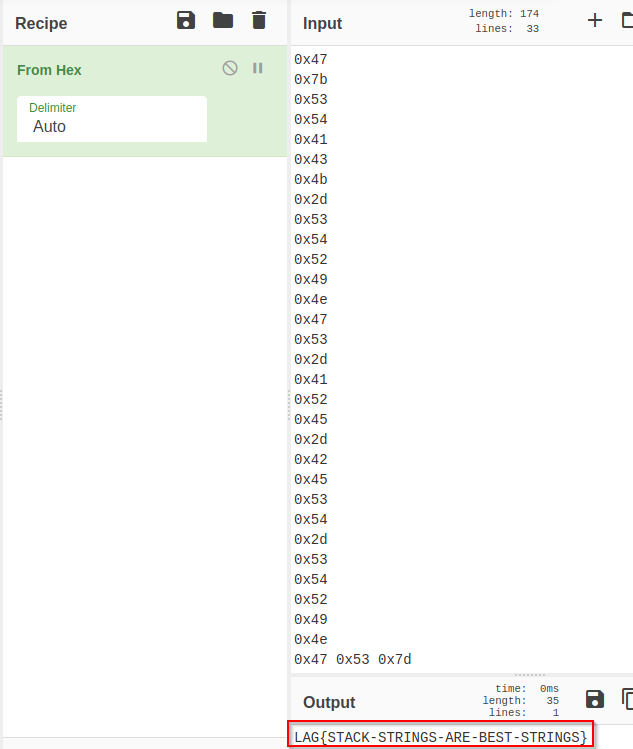 Recipe
From Hex
Delimiter
Auto
Input
length: 174
lines: 33
0x47
0x7b
0x53
0x54
0x41
0x43
0x4b
0x2d
0x53
0x54
0x52
0x49
0x4e
0x47
0x53
0x2d
0x41
0x52
0x45
0x2d
0x42
0x45
0x53
0x54
0x2d
0x53
0x54
0x52
0x49
0x4e
0x47 0x53 0x7d
Output
time: 0ms
length: 35
lines: 1
LAG{STACK-STRINGS-ARE-BEST-STRINGS}